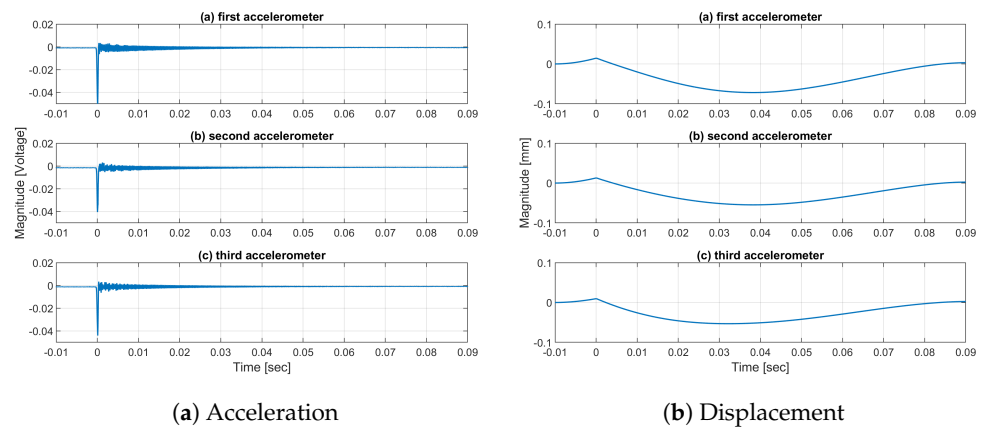 (a) first accelerometer
0.02
0
-0.02
-0.04
-0.01 0 0.01 0.02 0.03 0.04 0.05 0.06 0.07 0.08 0.09
(b) second accelerometer
0.02
0
-0.02
-0.04
-0.01 0 0.01 0.02 0.03 0.04 0.05 0.06 0.07 0.08 0.09
(c) third accelerometer
0.02
0
-0.02
-0.04
-0.01 0 0.01 0.02 0.03 0.04 0.05 0.06 0.07 0.08 0.09
Magnitude [Voltage]
Time [sec]
(a) Acceleration
(a) first accelerometer
0.1
0
-0.1
-0.01 0 0.01 0.02 0.03 0.04 0.05 0.06 0.07 0.08 0.09
(b) second accelerometer
0.1
0
-0.1
-0.01 0 0.01 0.02 0.03 0.04 0.05 0.06 0.07 0.08 0.09
(c) third accelerometer
0.1
0
-0.1
-0.01 0 0.01 0.02 0.03 0.04 0.05 0.06 0.07 0.08 0.09
Magnitude [mm]
Time [sec]
(b) Displacement